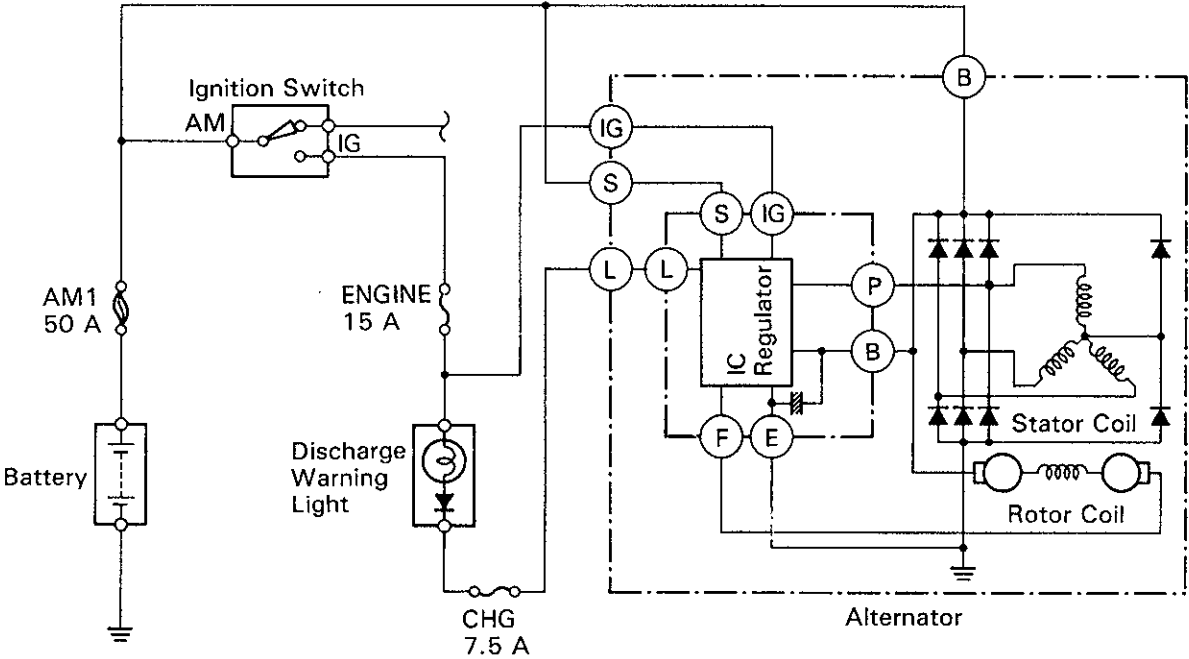 Ignition Switch
AM
IG
AM1
50 A
ENGINE
15 A
Battery
Discharge
Warning
Light
CHG
7.5 A
B
IG
S
L
S
IG
L
P
B
F
E
IC
Regulator
Stator Coil
Rotor Coil
Alternator